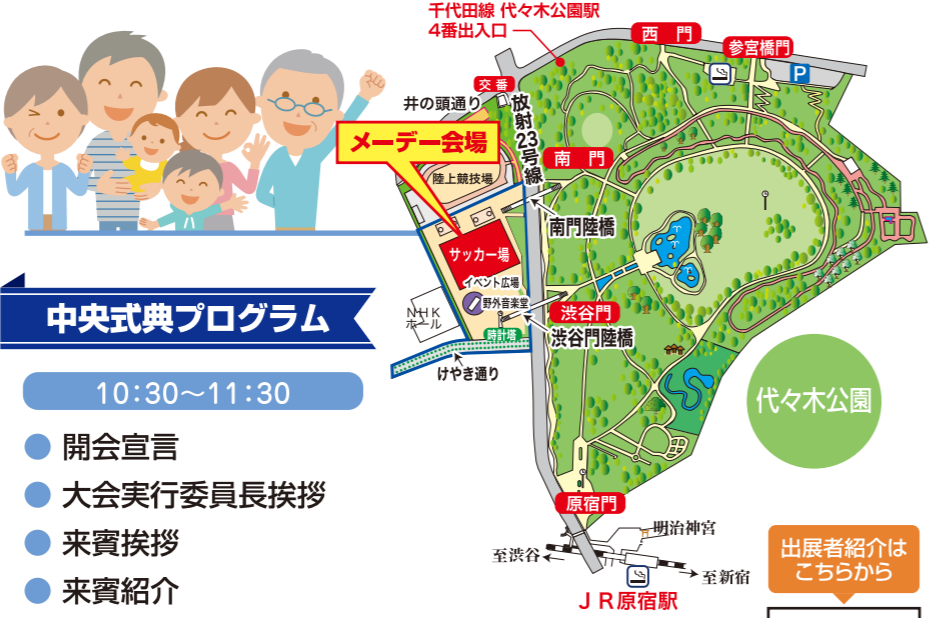 千代田線 代々木公園駅
4番出入口
西 門
参宮橋門
P
交 番
井の頭通り
放射23号線
メーデー会場
南 門
陸上競技場
南門陸橋
サッカー場
イベント広場
野外音楽堂
NHK
ホール
渋谷門
渋谷門陸橋
時計塔
けやき通り
中央式典プログラム
10:30〜11:30
開会宣言
大会実行委員長挨拶
来賓挨拶
来賓紹介
代々木公園
原宿門
明治神宮
至渋谷
至新宿
JR原宿駅
出展者紹介は
こちらから